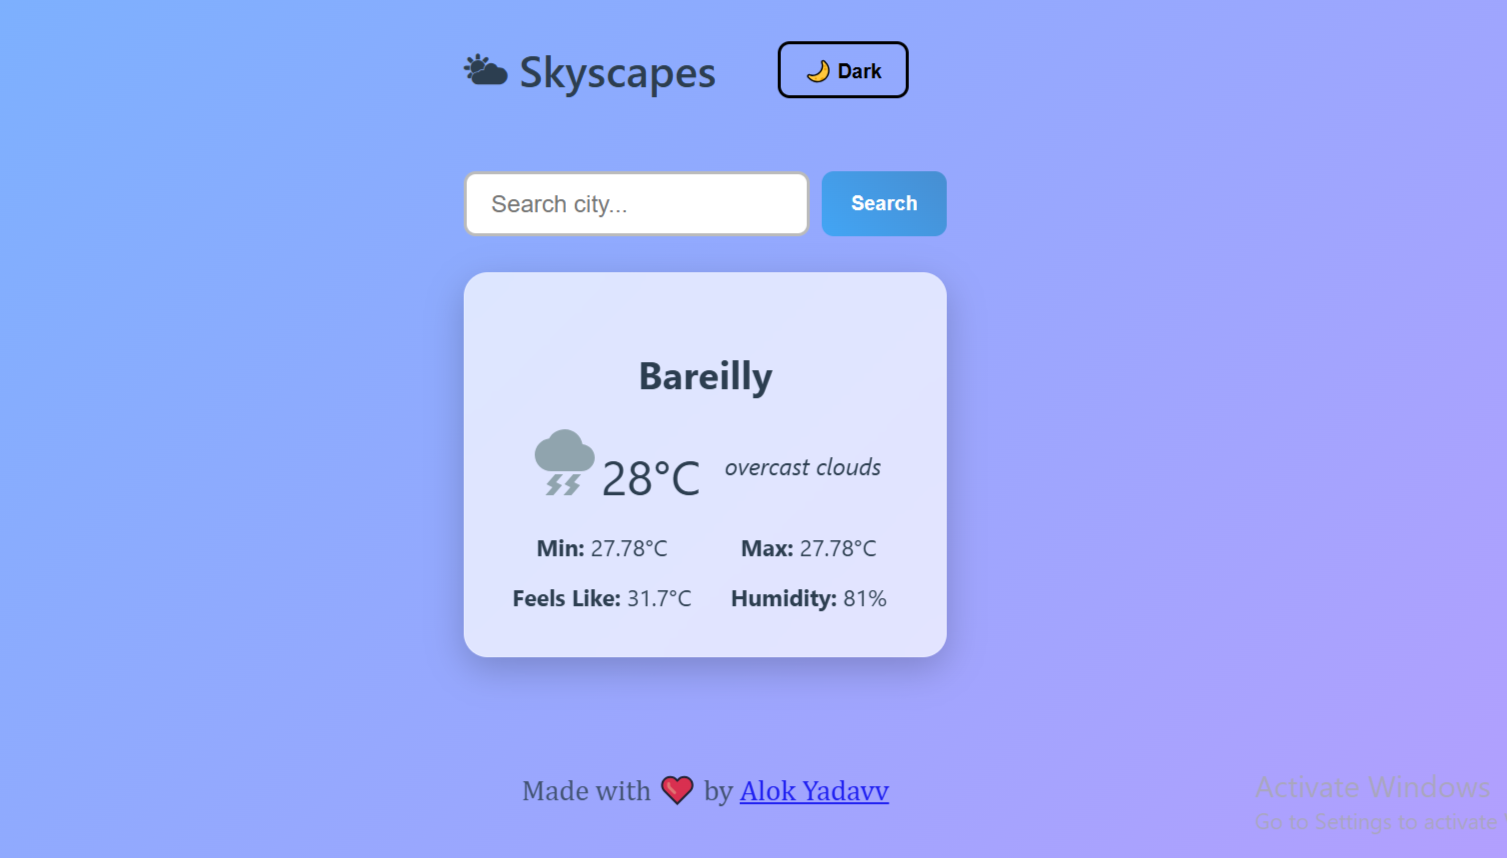 Skyscapes
Dark
Search city...
Search
Bareilly
28°C
overcast clouds
Min: 27.78°C
Max: 27.78°C
Feels Like: 31.7°C
Humidity: 81%
Made with ❤️ by Alok Yadavv
Activate Windows
Go to Settings to activate